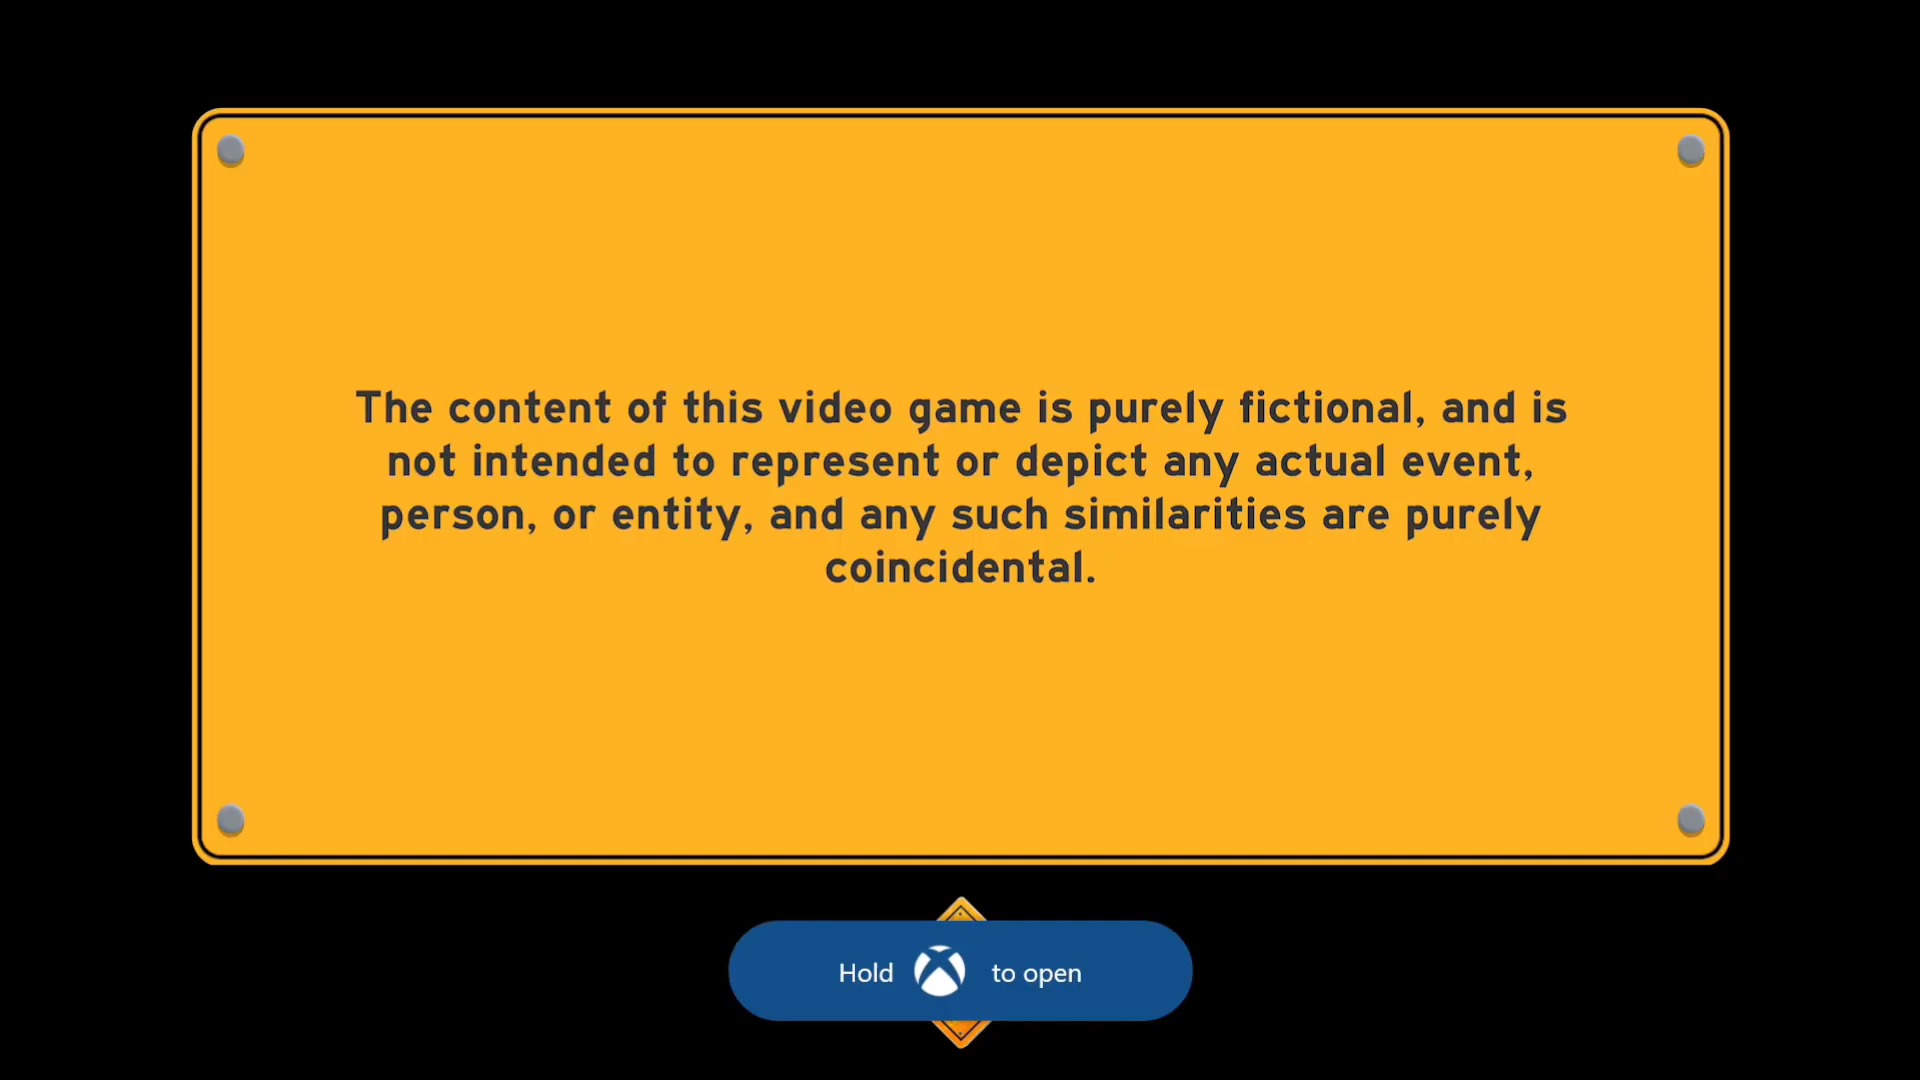 The content of this video game is purely fictional, and is
not intended to represent or depict any actual event,
person, or entity, and any such similarities are purely
coincidental.
Hold to open